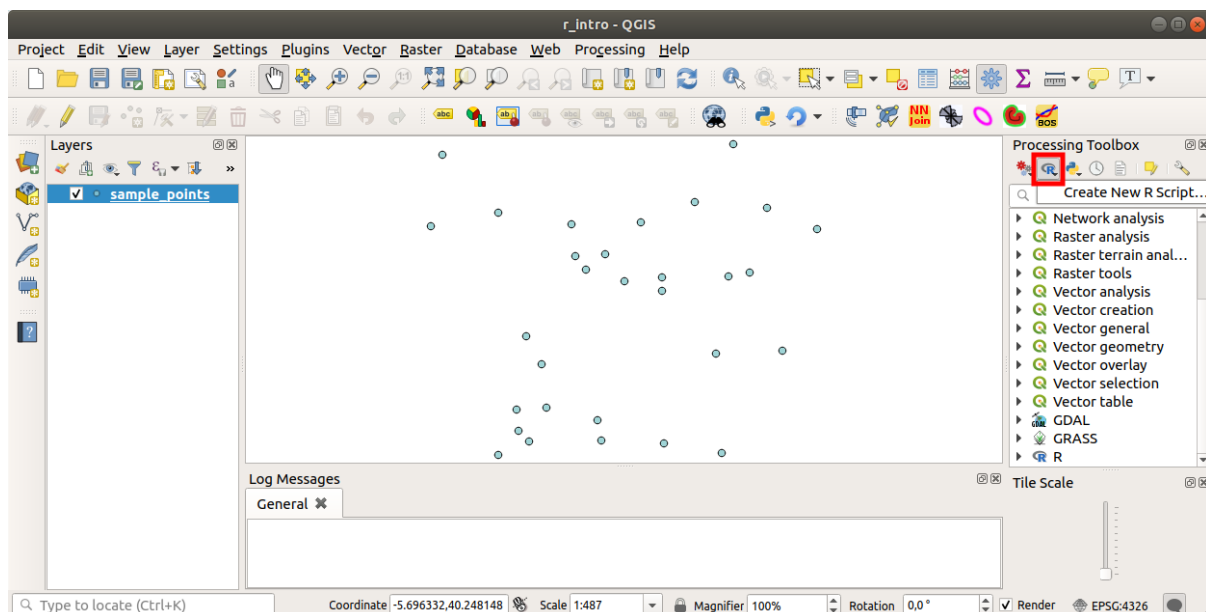 r_intro - QGIS
Project Edit View Layer Settings Plugins Vector Raster Database Web Processing Help
Layers
sample_points
Processing Toolbox
Create New R Script...
Network analysis
Raster analysis
Raster terrain anal...
Raster tools
Vector analysis
Vector creation
Vector general
Vector geometry
Vector overlay
Vector selection
Vector table
GDAL
GRASS
R
Log Messages
General
Tile Scale
Type to locate (Ctrl+K)
Coordinate -5.696332,40.248148 Scale 1:487 Magnifier 100% Rotation 0,0 ° Render EPSG:4326